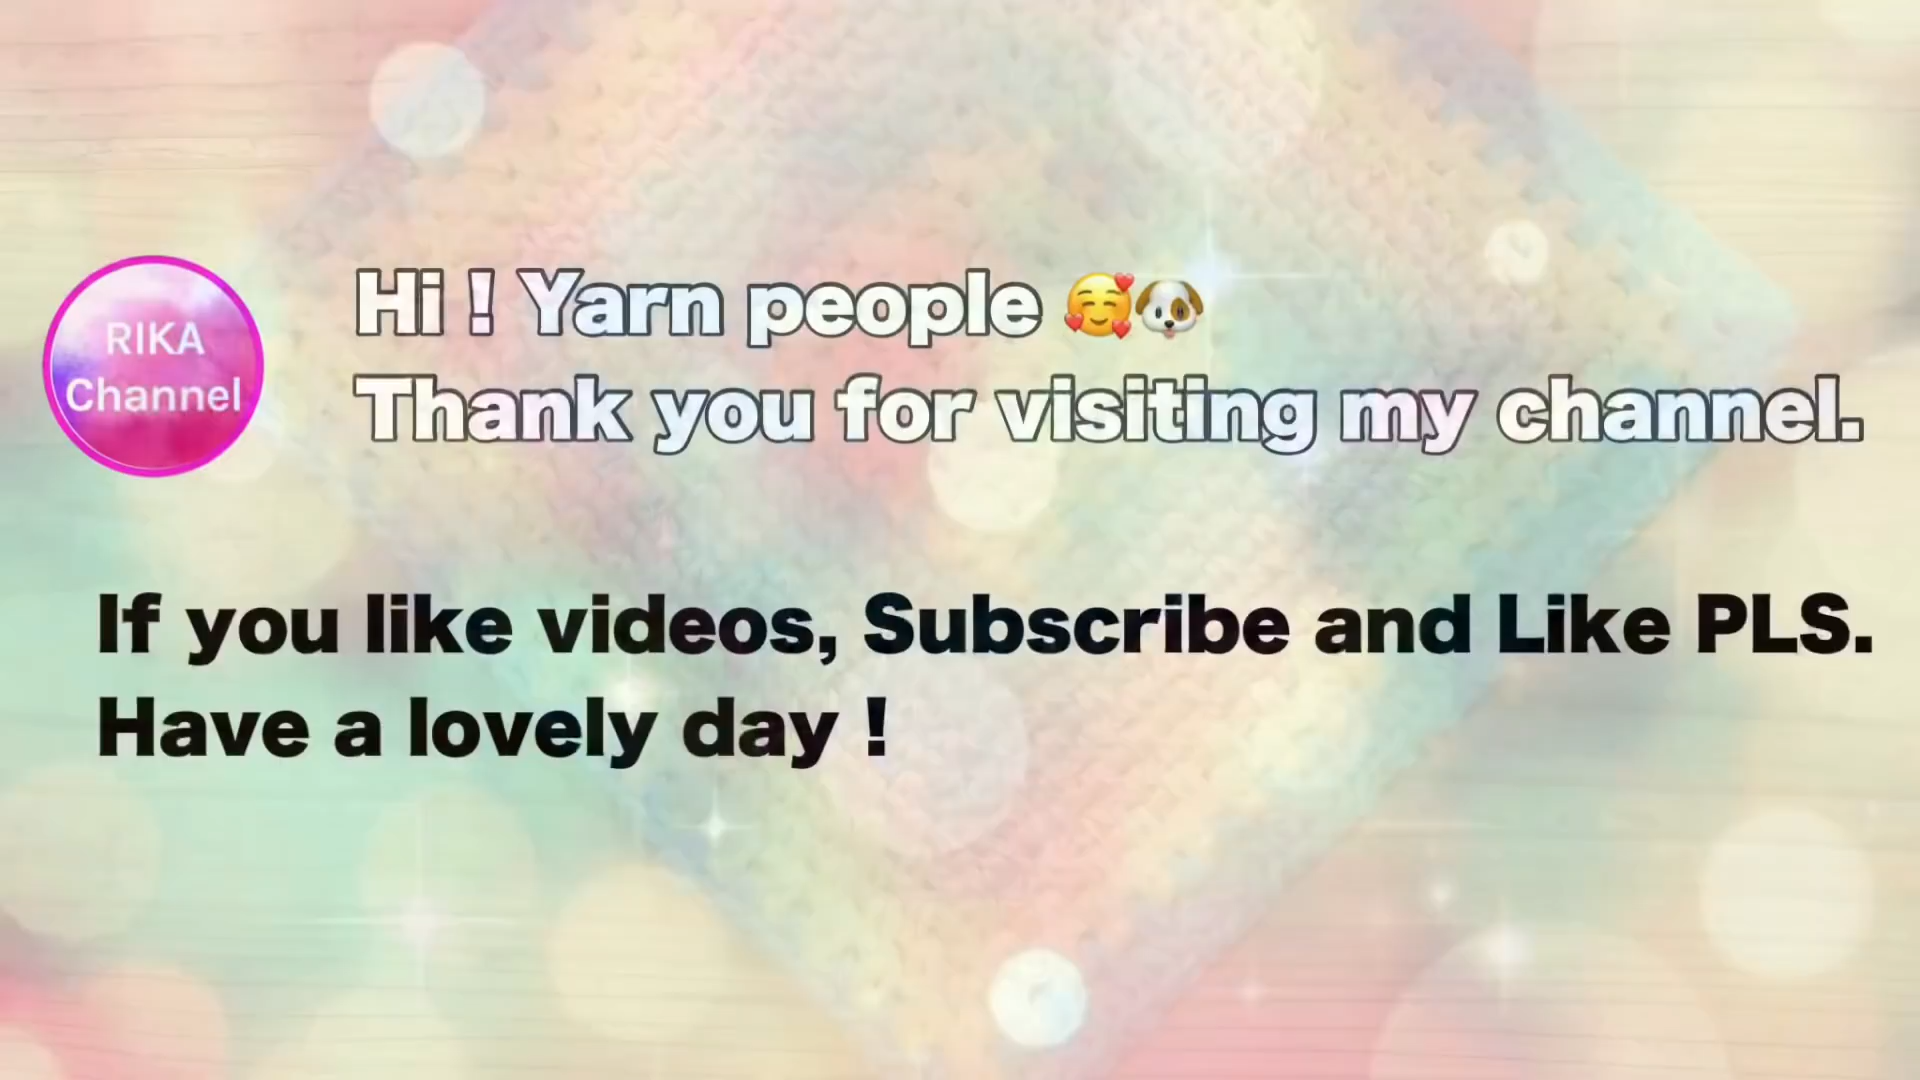 RIKA
Channel
Hi ! Yarn people 🥰🐶
Thank you for visiting my channel.
If you like videos, Subscribe and Like PLS.
Have a lovely day !